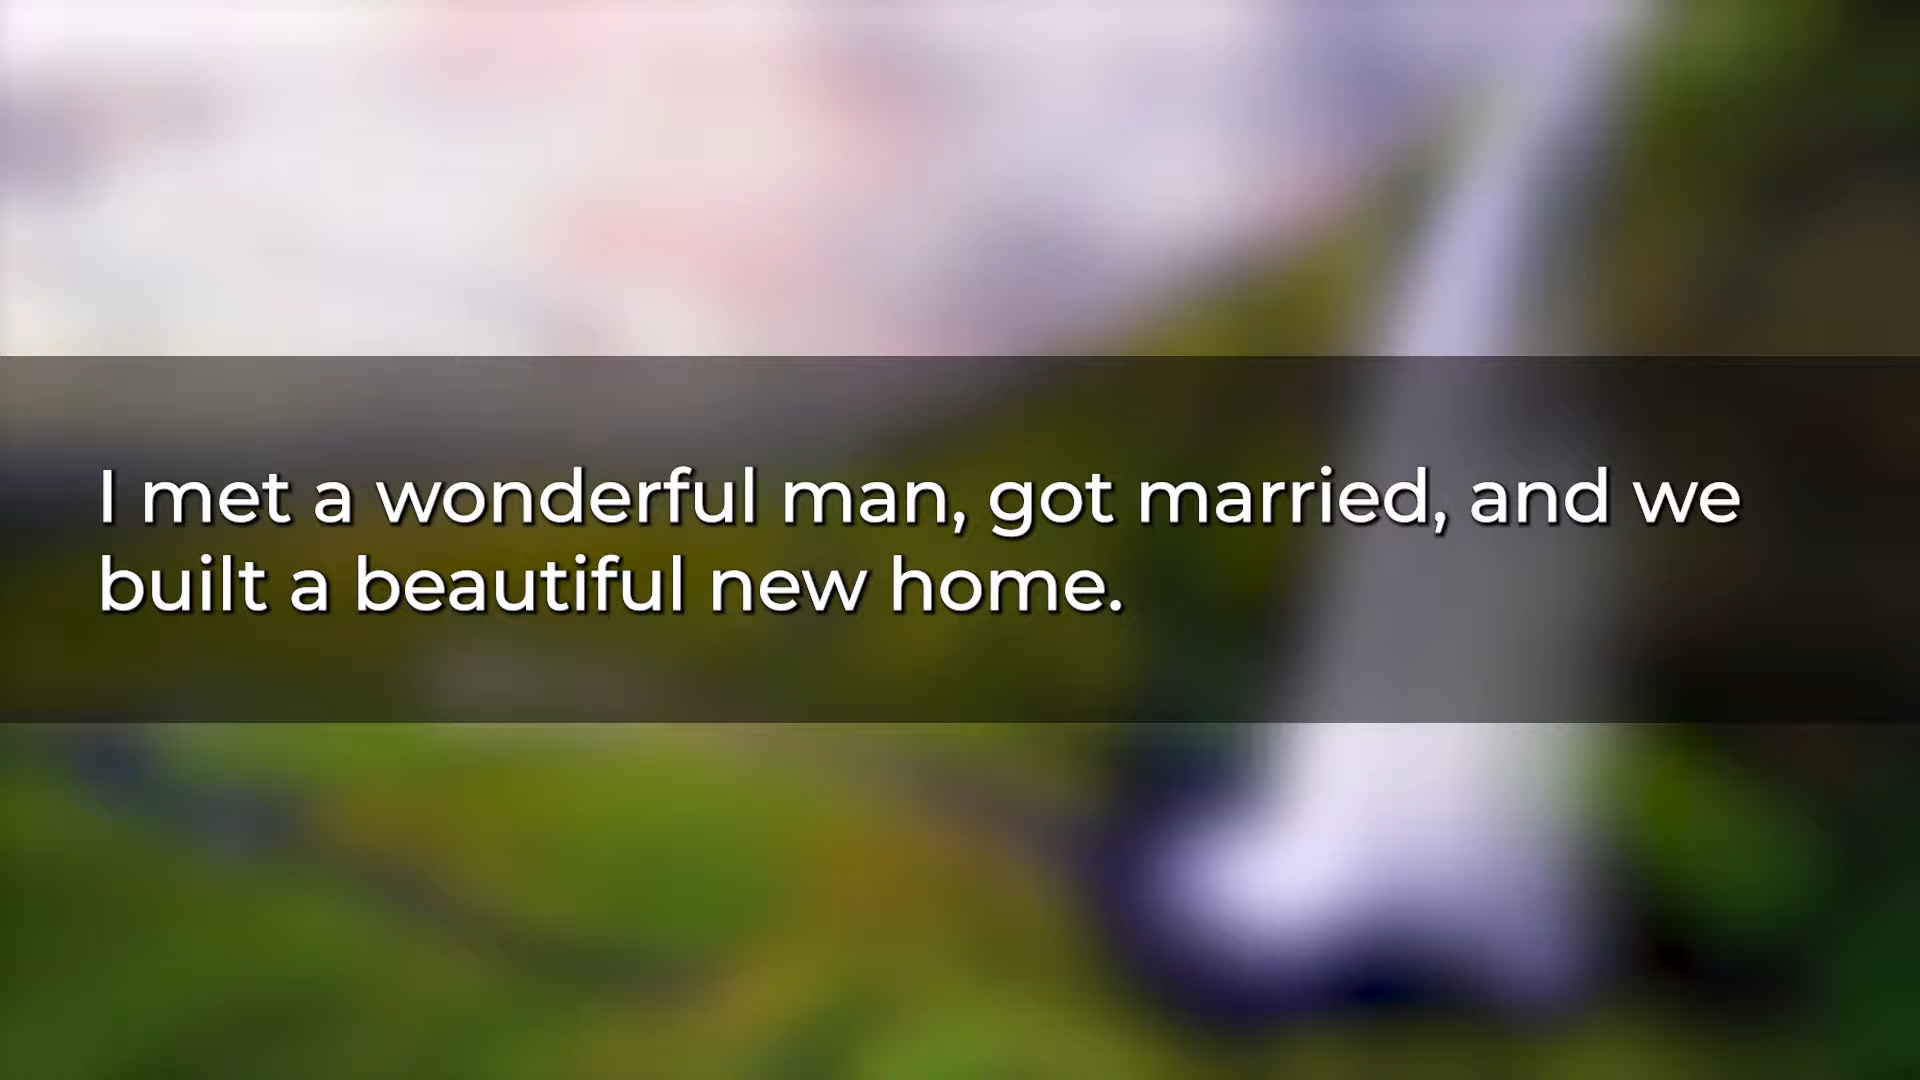 I met a wonderful man, got married, and we
built a beautiful new home.